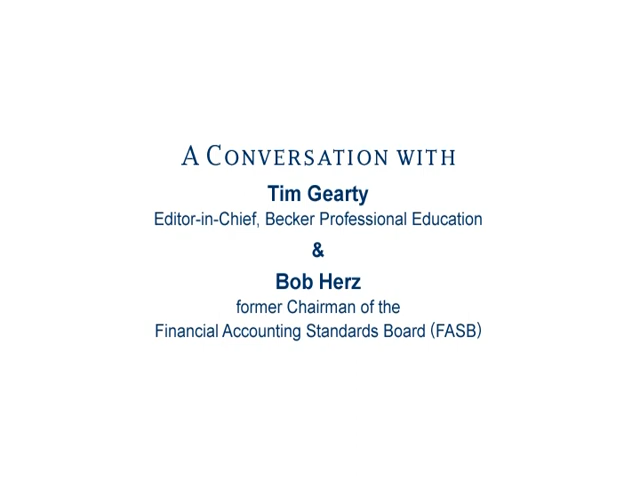 A Conversation with
Tim Gearty
Editor-in-Chief, Becker Professional Education
&
Bob Herz
former Chairman of the
Financial Accounting Standards Board (FASB)